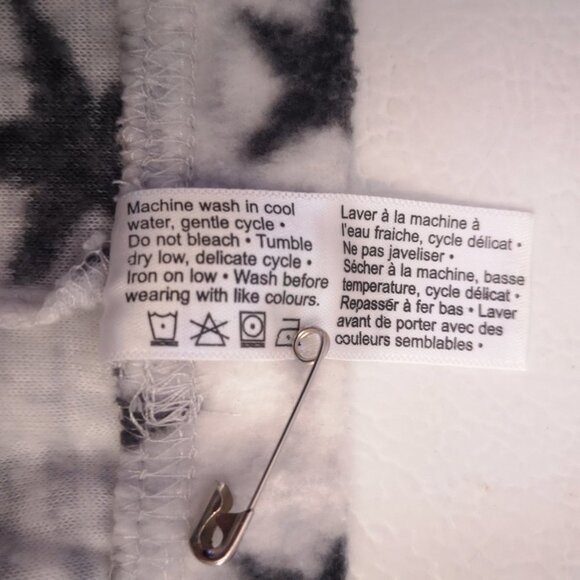 Machine wash in cool
water, gentle cycle •
Do not bleach • Tumble
dry low, delicate cycle •
Iron on low • Wash before
wearing with like colours.
Laver à la machine à
l'eau fraiche, cycle délicat •
Ne pas javeliser •
Sécher à la machine, basse
température, cycle délicat •
Repasser à fer bas • Laver
avant de porter avec des
couleurs semblables •